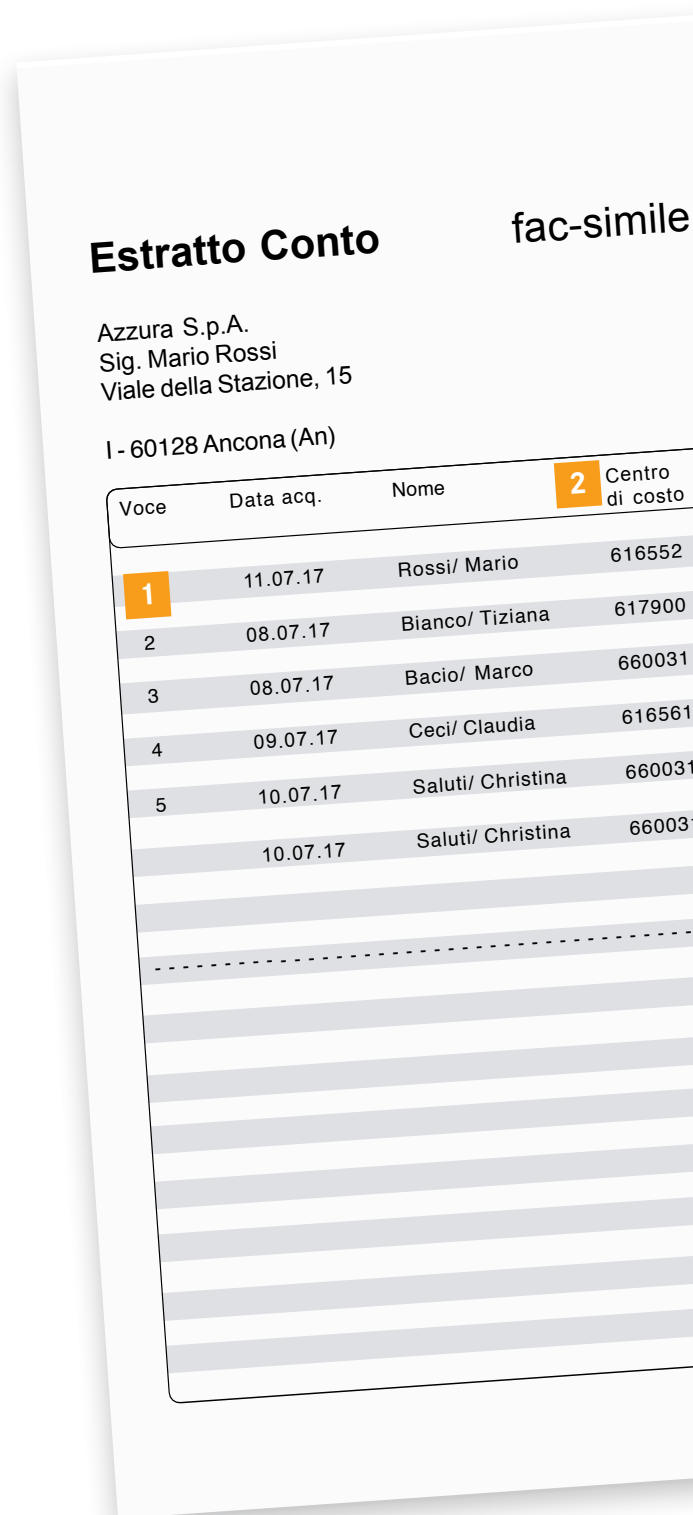 Estratto Conto fac-simile
Azzura S.p.A.
Sig. Mario Rossi
Viale della Stazione, 15
I - 60128 Ancona (An)
Voce Data acq. Nome 2 Centro
di costo
1 11.07.17 Rossi/ Mario 616552
2 08.07.17 Bianco/ Tiziana 617900
3 08.07.17 Bacio/ Marco 660031
4 09.07.17 Ceci/ Claudia 616561
5 10.07.17 Saluti/ Christina 660031
10.07.17 Saluti/ Christina 660031